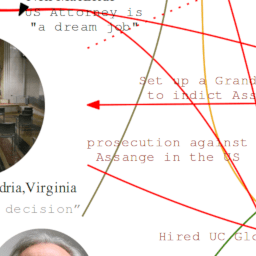 US Attorney is
"a dream job"
Set up a Grand
to indict Ass
prosecution against
Assange in the US
dria, Virginia
decision”
Hired UC Glo